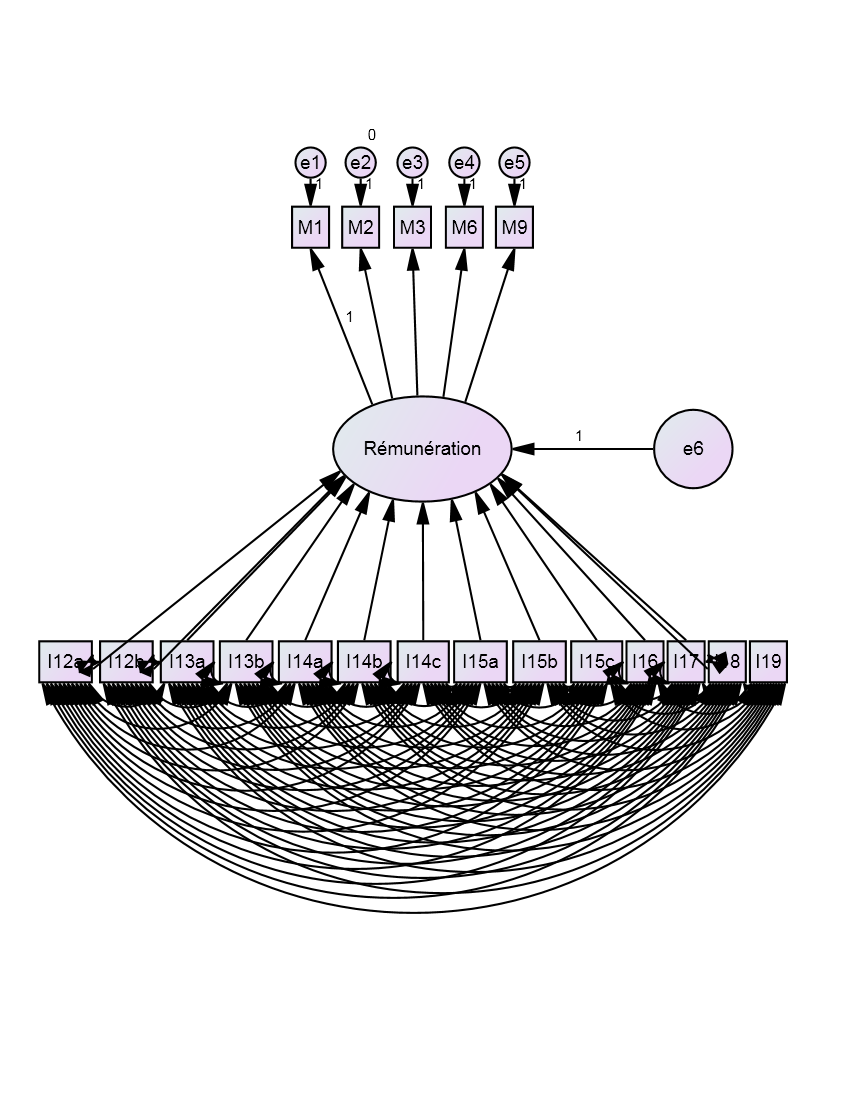 0
e1 e2 e3 e4 e5
1 1 1 1 1
M1 M2 M3 M6 M9
1
Rémunération
1
e6
I12a I12b I13a I13b I14a I14b I14c I15a I15b I15c I16 I17 I18 I19